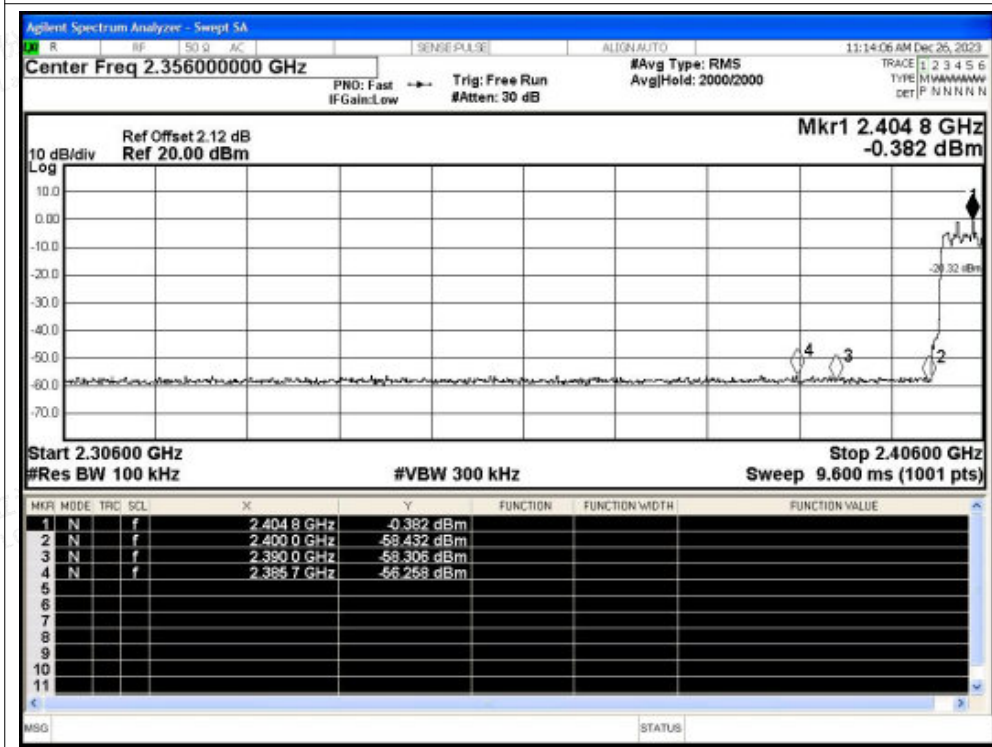 Agilent Spectrum Analyzer - Swept SA
R RF 50 Ω AC SENSE:PULSE ALIGN AUTO 11:14:06 AM Dec 26, 2023
Center Freq 2.356000000 GHz #Avg Type: RMS TRACE 1 2 3 4 5 6
PNO: Fast Trig: Free Run Avg|Hold: 2000/2000 TYPE M
IFGain:Low #Atten: 30 dB DET P N N N N N
Mkr1 2.404 8 GHz
Ref Offset 2.12 dB
10 dB/div Ref 20.00 dBm -0.382 dBm
Log
10.0
1
0.00
-10.0
-20.0
-20.32 dBm
-30.0
-40.0
-50.0
4 3 2
-60.0
-70.0
Start 2.30600 GHz Stop 2.40600 GHz
#Res BW 100 kHz #VBW 300 kHz Sweep 9.600 ms (1001 pts)
MKR MODE TRC SCL X Y FUNCTION FUNCTION WIDTH FUNCTION VALUE
1 N f 2.404 8 GHz -0.382 dBm
2 N f 2.400 0 GHz -58.432 dBm
3 N f 2.390 0 GHz -58.306 dBm
4 N f 2.385 7 GHz -56.258 dBm
5
6
7
8
9
10
11
MSG STATUS